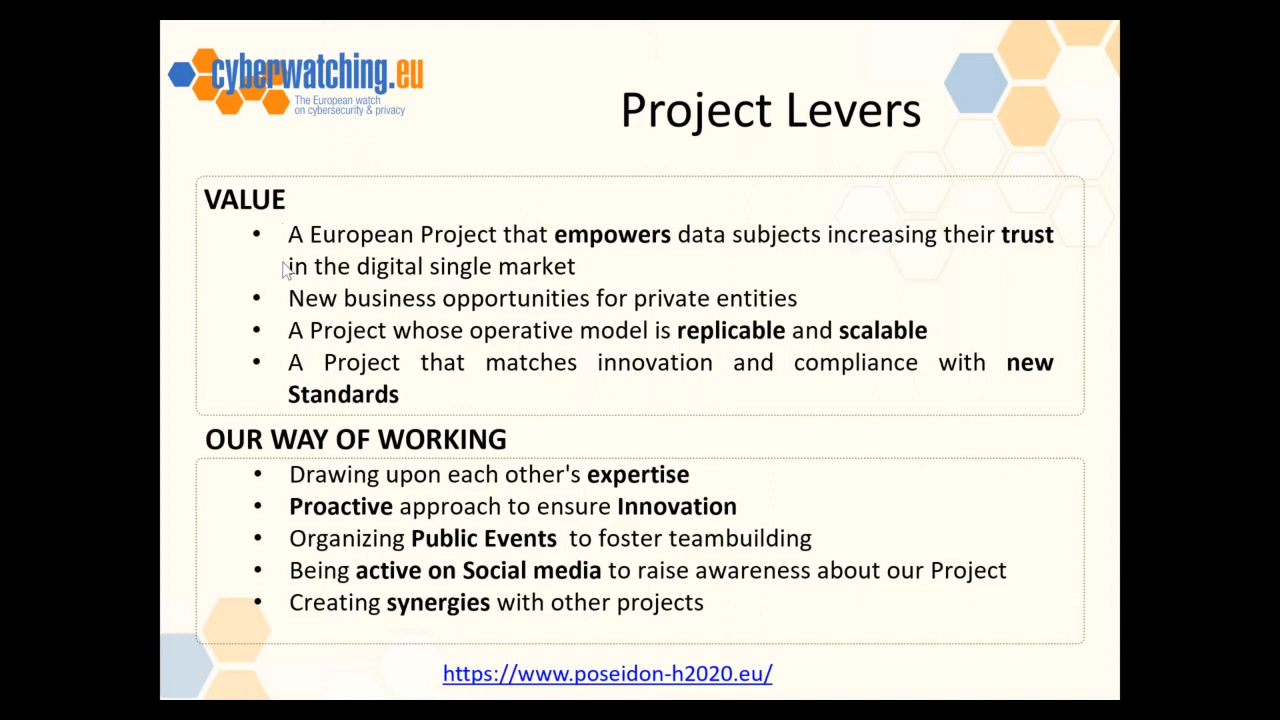 cyberwatching.eu
The European watch
on cybersecurity & privacy
Project Levers
VALUE
• A European Project that empowers data subjects increasing their trust
in the digital single market
• New business opportunities for private entities
• A Project whose operative model is replicable and scalable
• A Project that matches innovation and compliance with new
Standards
OUR WAY OF WORKING
• Drawing upon each other's expertise
• Proactive approach to ensure Innovation
• Organizing Public Events to foster teambuilding
• Being active on Social media to raise awareness about our Project
• Creating synergies with other projects
https://www.poseidon-h2020.eu/